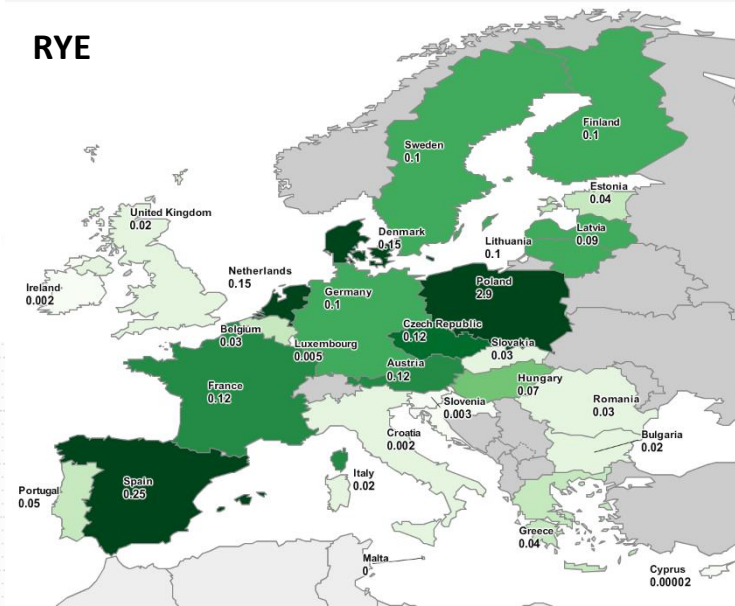 RYE
Finland
0.1
Sweden
0.1
Estonia
0.04
United Kingdom
0.02
Denmark
0.15
Latvia
0.09
Lithuania
0.1
Netherlands
0.15
Ireland
0.002
Germany
0.1
Poland
2.9
Belgium
0.03
Czech Republic
0.12
Luxembourg
0.005
Slovakia
0.03
Austria
0.12
France
0.12
Hungary
0.07
Slovenia
0.003
Romania
0.03
Croatia
0.002
Bulgaria
0.02
Italy
0.02
Spain
0.25
Portugal
0.05
Greece
0.04
Malta
0
Cyprus
0.00002